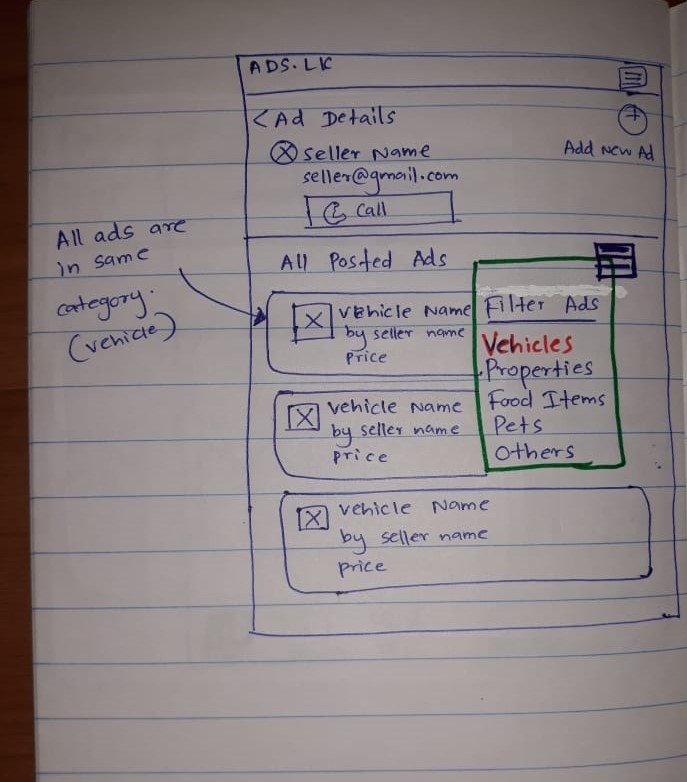 ADS.LK
< Ad Details
Add New Ad
Seller Name
seller@gmail.com
Call
All ads are
in same
category.
(vehicle)
All Posted Ads
Vehicle Name
by seller name
price
Vehicle Name
by seller name
price
Vehicle Name
by seller name
price
Filter Ads
Vehicles
Properties
Food Items
Pets
Others